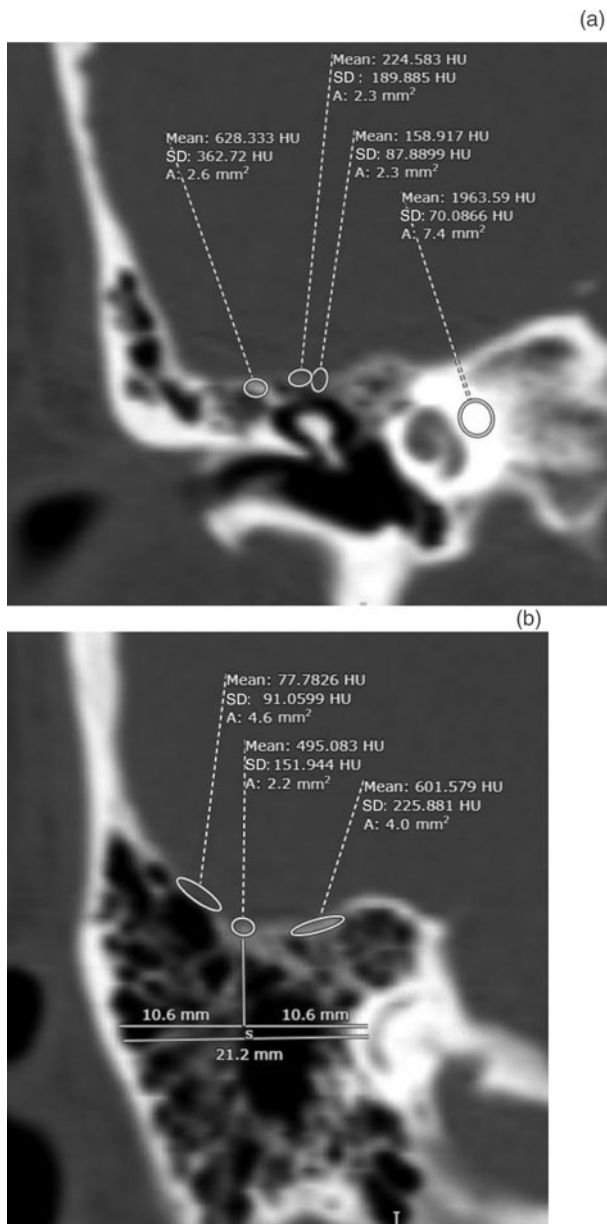 (a)
Mean: 224.583 HU
SD : 189.885 HU
A: 2.3 mm²
Mean: 628.333 HU
SD: 362.72 HU
A: 2.6 mm²
Mean: 158.917 HU
SD: 87.8899 HU
A: 2.3 mm²
Mean: 1963.59 HU
SD: 70.0866 HU
A: 7.4 mm²
(b)
Mean: 77.7826 HU
SD: 91.0599 HU
A: 4.6 mm²
Mean: 495.083 HU
SD: 151.944 HU
A: 2.2 mm²
Mean: 601.579 HU
SD: 225.881 HU
A: 4.0 mm²
10.6 mm 10.6 mm
s
21.2 mm
I